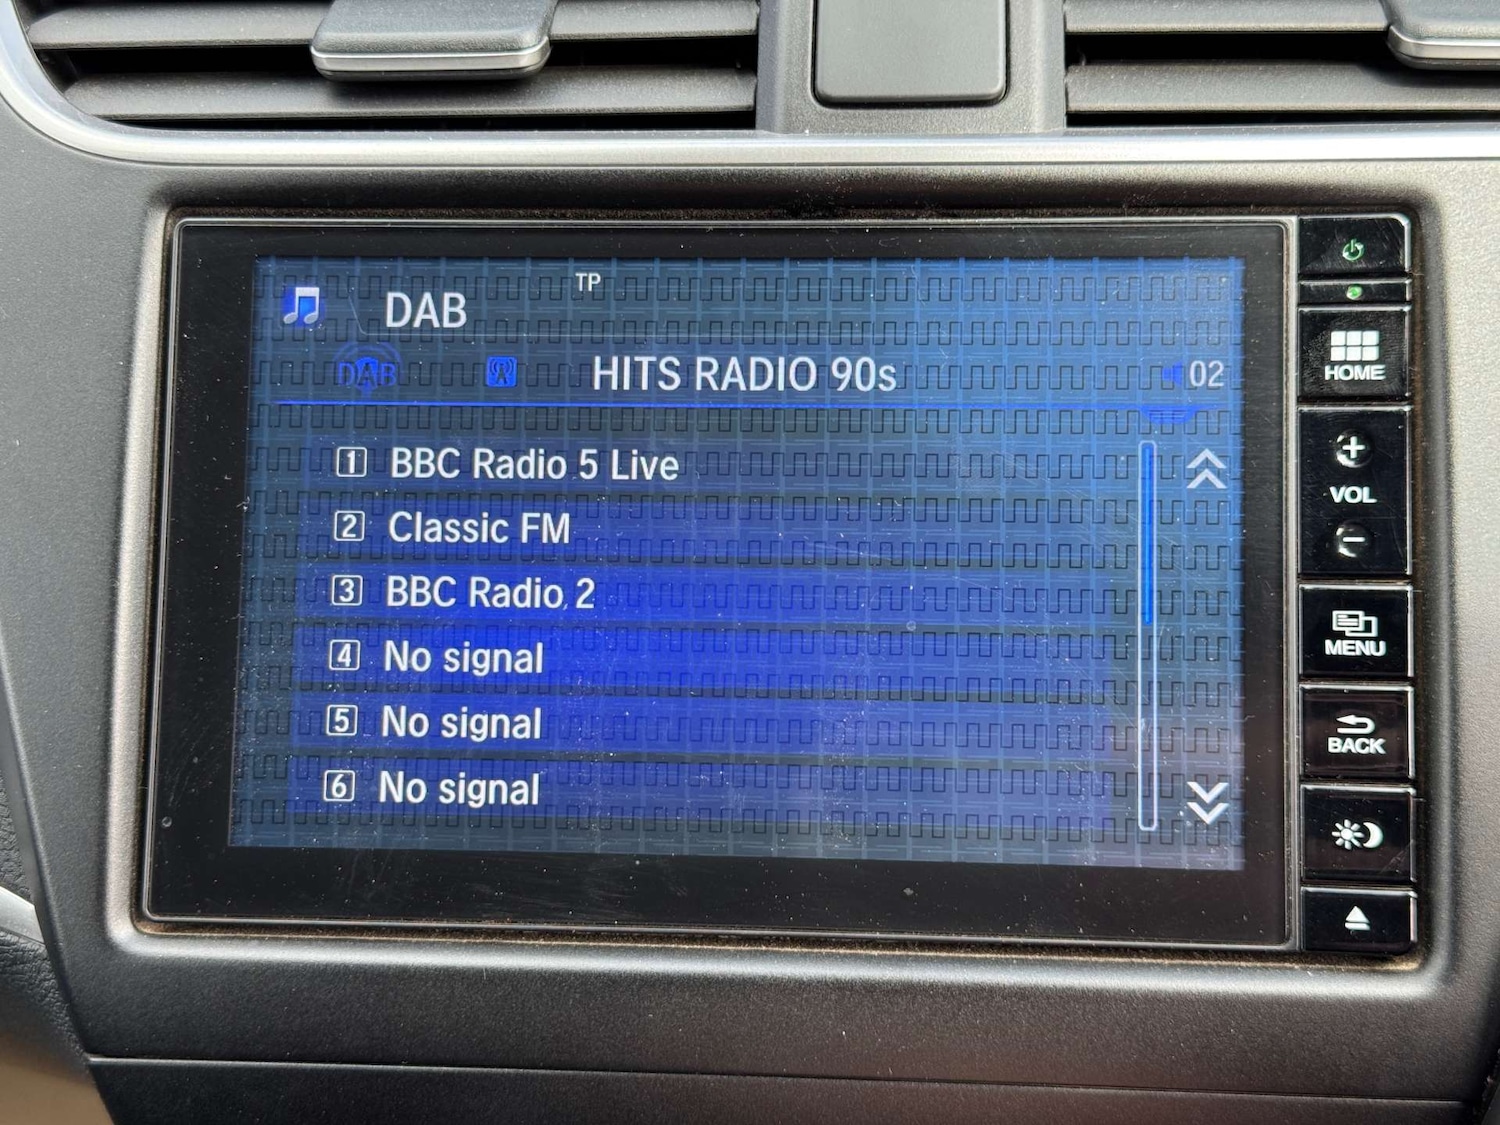 TP
DAB
DAB HITS RADIO 90s 02
1 BBC Radio 5 Live
2 Classic FM
3 BBC Radio 2
4 No signal
5 No signal
6 No signal
HOME
+
VOL
−
MENU
BACK